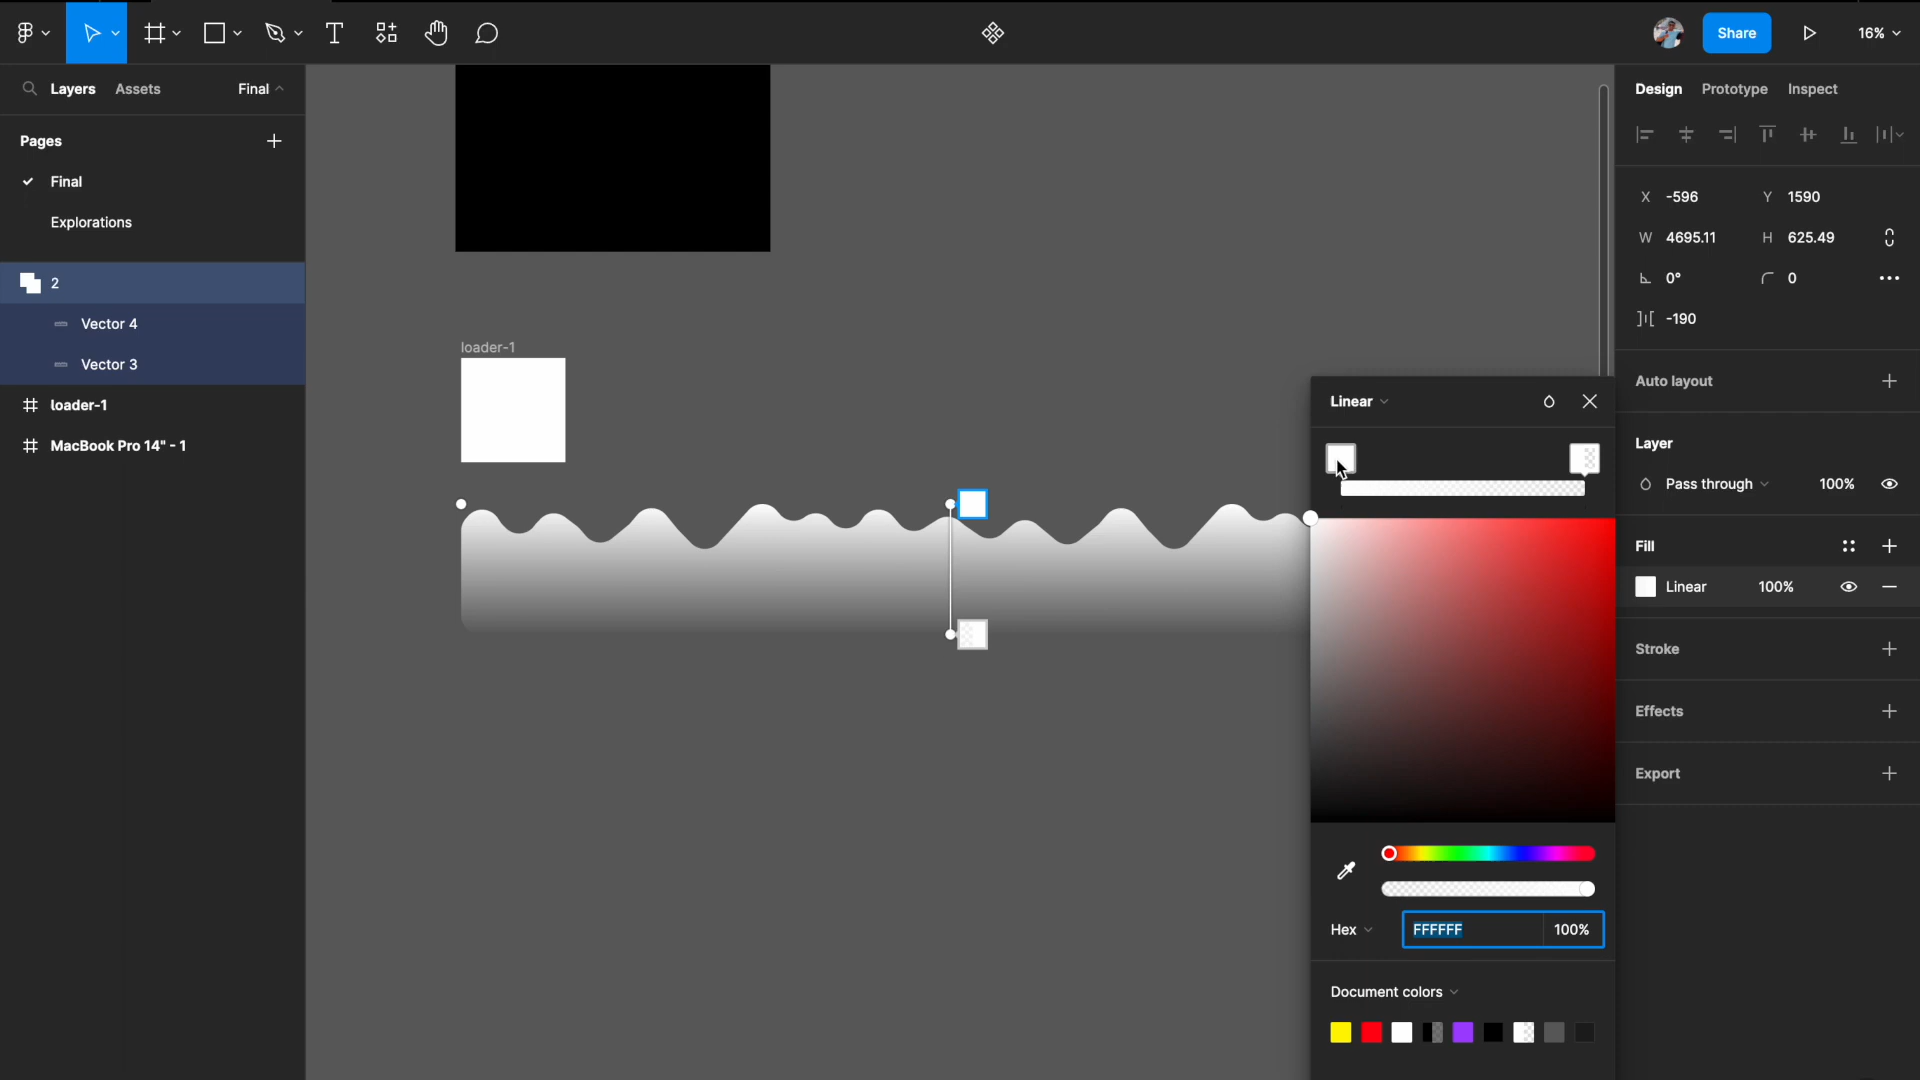 Share
16%
Layers
Assets
Final
Pages
Final
Explorations
2
Vector 4
Vector 3
loader-1
MacBook Pro 14" - 1
loader-1
Linear
Hex
FFFFFF
100%
Document colors
Design
Prototype
Inspect
X
-596
Y
1590
W
4695.11
H
625.49
0°
0
-190
Auto layout
Layer
Pass through
100%
Fill
Linear
100%
Stroke
Effects
Export